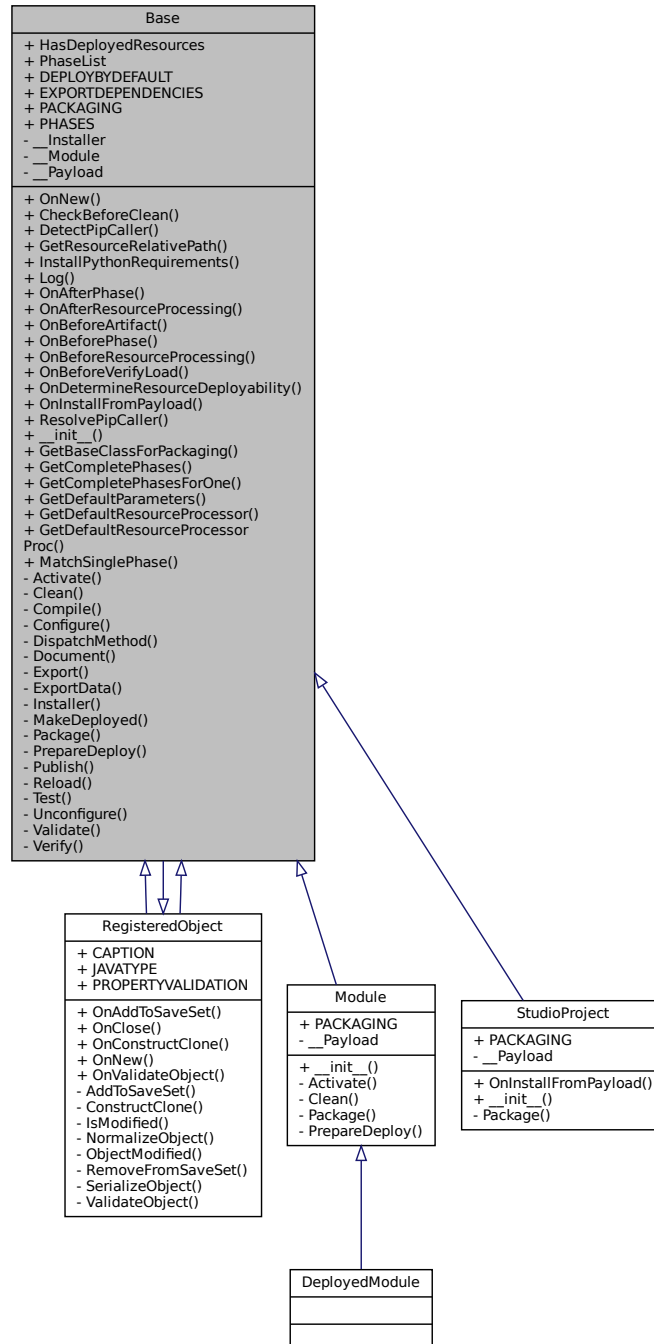 Base
+ HasDeployedResources
+ PhaseList
+ DEPLOYBYDEFAULT
+ EXPORTDEPENDENCIES
+ PACKAGING
+ PHASES
- __Installer
- __Module
- __Payload
+ OnNew()
+ CheckBeforeClean()
+ DetectPipCaller()
+ GetResourceRelativePath()
+ InstallPythonRequirements()
+ Log()
+ OnAfterPhase()
+ OnAfterResourceProcessing()
+ OnBeforeArtifact()
+ OnBeforePhase()
+ OnBeforeResourceProcessing()
+ OnBeforeVerifyLoad()
+ OnDetermineResourceDeployability()
+ OnInstallFromPayload()
+ ResolvePipCaller()
+ __init__()
+ GetBaseClassForPackaging()
+ GetCompletePhases()
+ GetCompletePhasesForOne()
+ GetDefaultParameters()
+ GetDefaultResourceProcessor()
+ GetDefaultResourceProcessor
Proc()
+ MatchSinglePhase()
- Activate()
- Clean()
- Compile()
- Configure()
- DispatchMethod()
- Document()
- Export()
- ExportData()
- Installer()
- MakeDeployed()
- Package()
- PrepareDeploy()
- Publish()
- Reload()
- Test()
- Unconfigure()
- Validate()
- Verify()
RegisteredObject
+ CAPTION
+ JAVATYPE
+ PROPERTYVALIDATION
+ OnAddToSaveSet()
+ OnClose()
+ OnConstructClone()
+ OnNew()
+ OnValidateObject()
- AddToSaveSet()
- ConstructClone()
- IsModified()
- NormalizeObject()
- ObjectModified()
- RemoveFromSaveSet()
- SerializeObject()
- ValidateObject()
Module
+ PACKAGING
- __Payload
+ __init__()
- Activate()
- Clean()
- Package()
- PrepareDeploy()
StudioProject
+ PACKAGING
- __Payload
+ OnInstallFromPayload()
+ __init__()
- Package()
DeployedModule